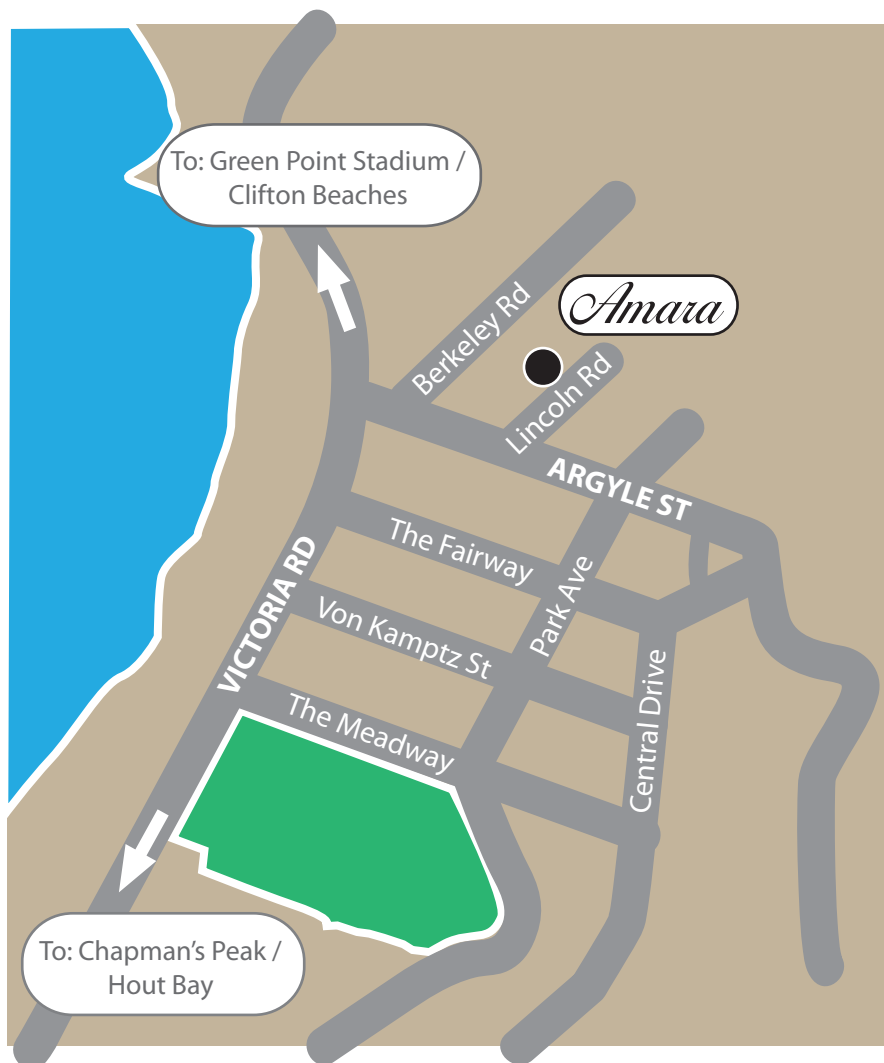 To: Green Point Stadium /
Clifton Beaches
Amara
Berkeley Rd
Lincoln Rd
ARGYLE ST
The Fairway
Park Ave
VICTORIA RD
Von Kamptz St
Central Drive
The Meadway
To: Chapman's Peak /
Hout Bay